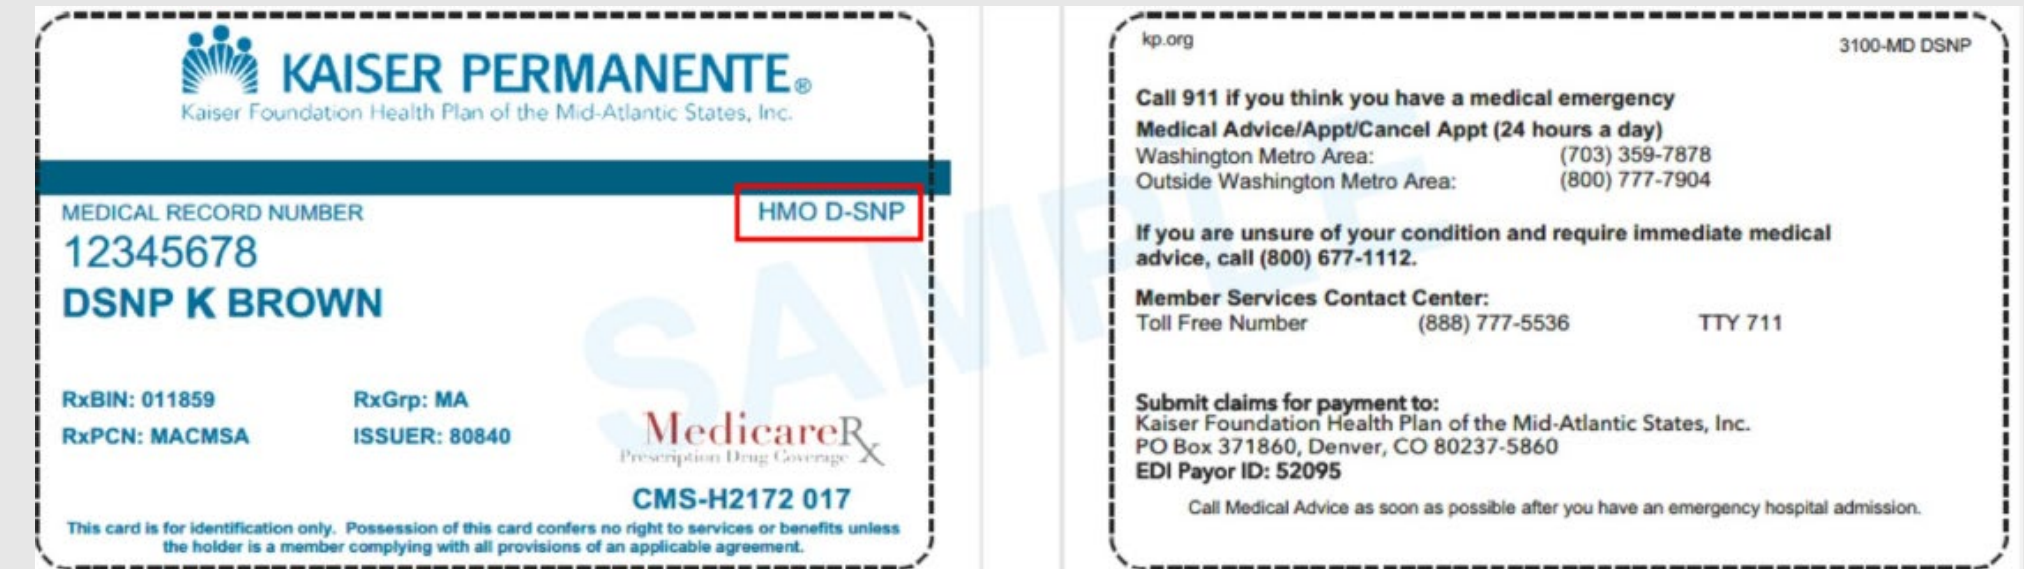 KAISER PERMANENTE®
Kaiser Foundation Health Plan of the Mid-Atlantic States, Inc.
MEDICAL RECORD NUMBER
HMO D-SNP
12345678
DSNP K BROWN
RxBIN: 011859
RxGrp: MA
RxPCN: MACMSA
ISSUER: 80840
MedicareRx
Prescription Drug Coverage
CMS-H2172 017
This card is for identification only. Possession of this card confers no right to services or benefits unless
the holder is a member complying with all provisions of an applicable agreement.
SAMPLE
kp.org
3100-MD DSNP
Call 911 if you think you have a medical emergency
Medical Advice/Appt/Cancel Appt (24 hours a day)
Washington Metro Area: (703) 359-7878
Outside Washington Metro Area: (800) 777-7904
If you are unsure of your condition and require immediate medical
advice, call (800) 677-1112.
Member Services Contact Center:
Toll Free Number (888) 777-5536 TTY 711
Submit claims for payment to:
Kaiser Foundation Health Plan of the Mid-Atlantic States, Inc.
PO Box 371860, Denver, CO 80237-5860
EDI Payor ID: 52095
Call Medical Advice as soon as possible after you have an emergency hospital admission.